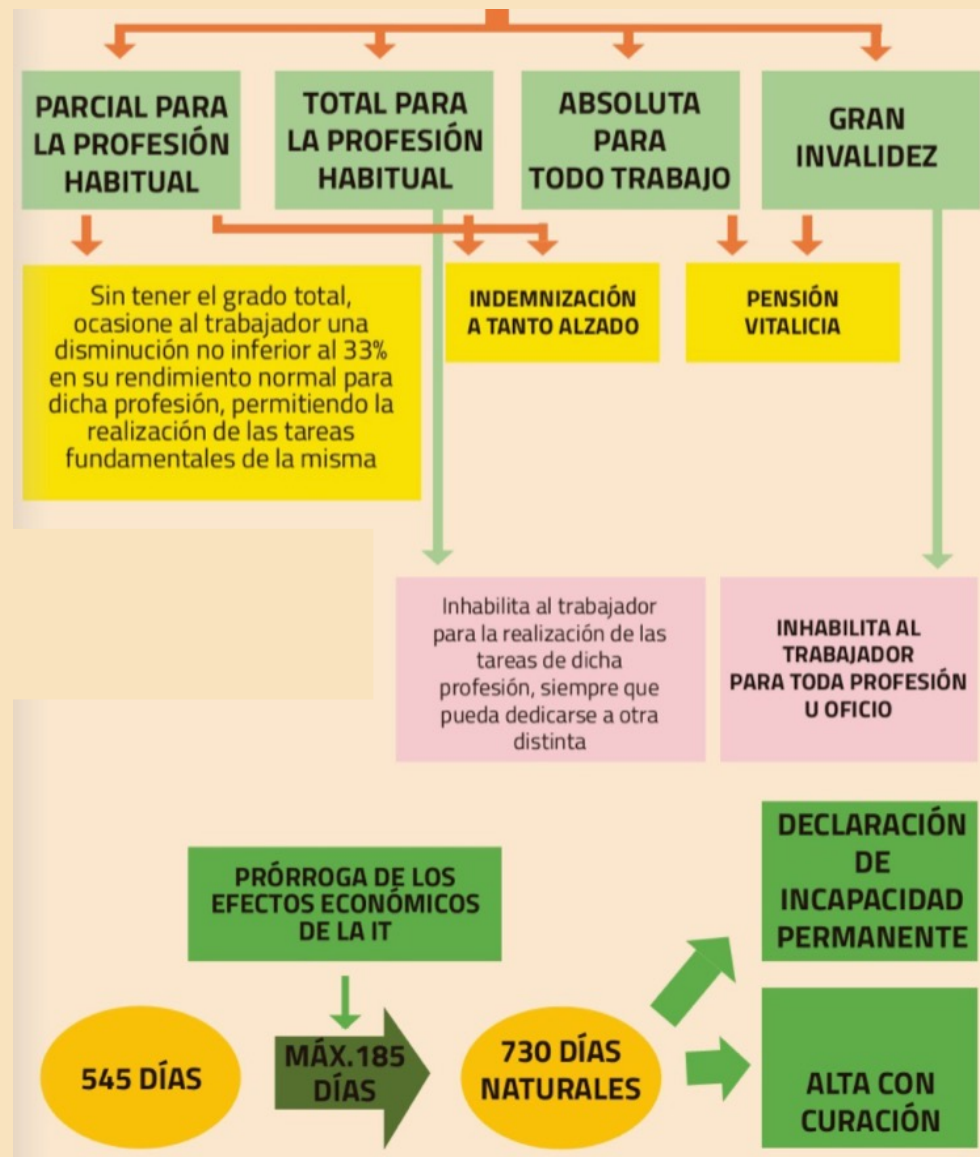 PARCIAL PARA
LA PROFESIÓN
HABITUAL
TOTAL PARA
LA PROFESIÓN
HABITUAL
ABSOLUTA
PARA
TODO TRABAJO
GRAN
INVALIDEZ
Sin tener el grado total,
ocasione al trabajador una
disminución no inferior al 33%
en su rendimiento normal para
dicha profesión, permitiendo la
realización de las tareas
fundamentales de la misma
INDEMNIZACIÓN
A TANTO ALZADO
PENSIÓN
VITALICIA
Inhabilita al trabajador
para la realización de las
tareas de dicha
profesión, siempre que
pueda dedicarse a otra
distinta
INHABILITA AL
TRABAJADOR
PARA TODA PROFESIÓN
U OFICIO
PRÓRROGA DE LOS
EFECTOS ECONÓMICOS
DE LA IT
DECLARACIÓN
DE
INCAPACIDAD
PERMANENTE
545 DÍAS
MÁX.185
DÍAS
730 DÍAS
NATURALES
ALTA CON
CURACIÓN